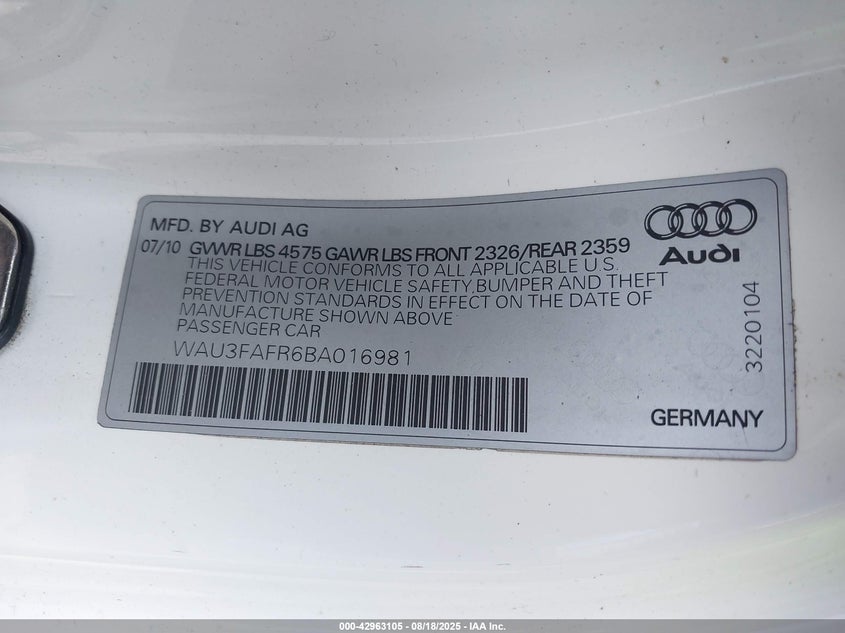 MFD. BY AUDI AG
07/10 GVWR LBS 4575 GAWR LBS FRONT 2326/REAR 2359
THIS VEHICLE CONFORMS TO ALL APPLICABLE U.S.
FEDERAL MOTOR VEHICLE SAFETY,BUMPER AND THEFT
PREVENTION STANDARDS IN EFFECT ON THE DATE OF
MANUFACTURE SHOWN ABOVE
PASSENGER CAR
WAU3FAFR6BA016981
Audi
3220104
GERMANY
000-42963105 - 08/18/2025 - IAA Inc.